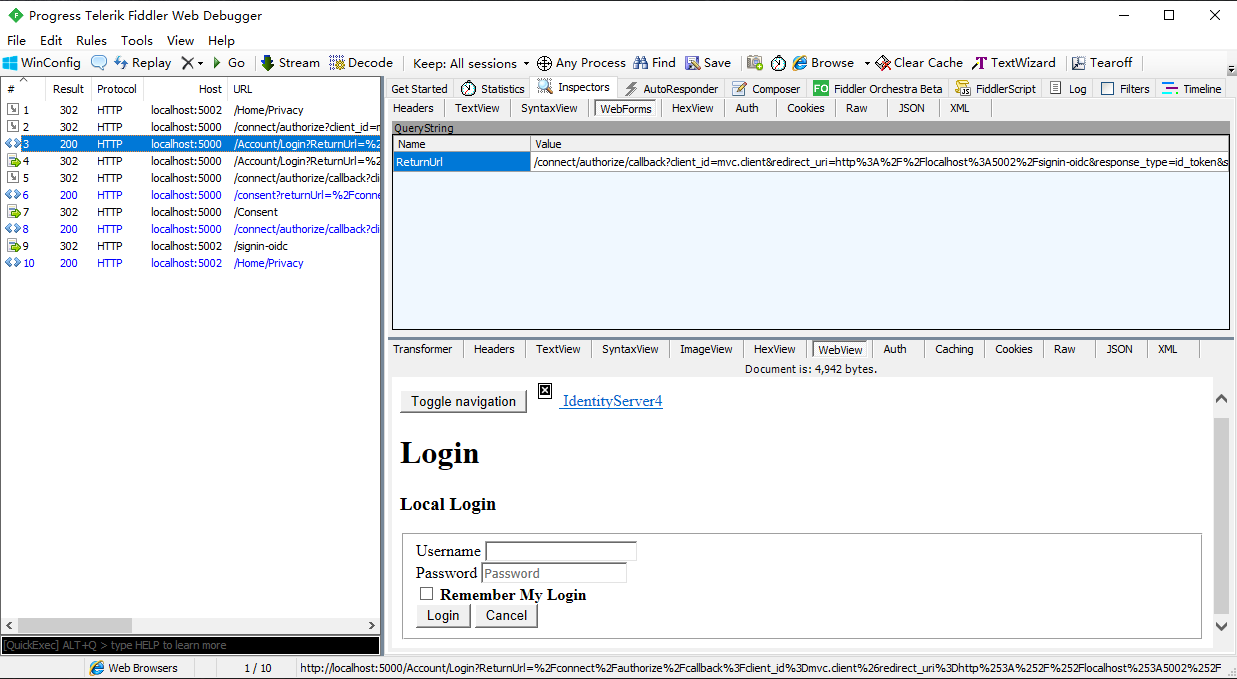 Progress Telerik Fiddler Web Debugger
File Edit Rules Tools View Help
WinConfig Replay Go Stream Decode Keep: All sessions Any Process Find Save Browse Clear Cache TextWizard Tearoff
# Result Protocol Host URL
1 302 HTTP localhost:5002 /Home/Privacy
2 302 HTTP localhost:5000 /connect/authorize?client_id=m
3 200 HTTP localhost:5000 /Account/Login?ReturnUrl=%2
4 302 HTTP localhost:5000 /Account/Login?ReturnUrl=%2
5 302 HTTP localhost:5000 /connect/authorize/callback?cli
6 200 HTTP localhost:5000 /consent?returnUrl=%2Fconne
7 302 HTTP localhost:5000 /Consent
8 200 HTTP localhost:5000 /connect/authorize/callback?cli
9 302 HTTP localhost:5002 /signin-oidc
10 200 HTTP localhost:5002 /Home/Privacy
[QuickExec] ALT+Q > type HELP to learn more
Get Started Statistics Inspectors AutoResponder Composer FO Fiddler Orchestra Beta FiddlerScript Log Filters Timeline
Headers TextView SyntaxView WebForms HexView Auth Cookies Raw JSON XML
QueryString
Name Value
ReturnUrl /connect/authorize/callback?client_id=mvc.client&redirect_uri=http%3A%2F%2Flocalhost%3A5002%2Fsignin-oidc&response_type=id_token&s
Transformer Headers TextView SyntaxView ImageView HexView WebView Auth Caching Cookies Raw JSON XML
Document is: 4,942 bytes.
Toggle navigation IdentityServer4
Login
Local Login
Username
Password Password
Remember My Login
Login Cancel
Web Browsers 1 / 10 http://localhost:5000/Account/Login?ReturnUrl=%2Fconnect%2Fauthorize%2Fcallback%3Fclient_id%3Dmvc.client%26redirect_uri%3Dhttp%253A%252F%252Flocalhost%253A5002%252F